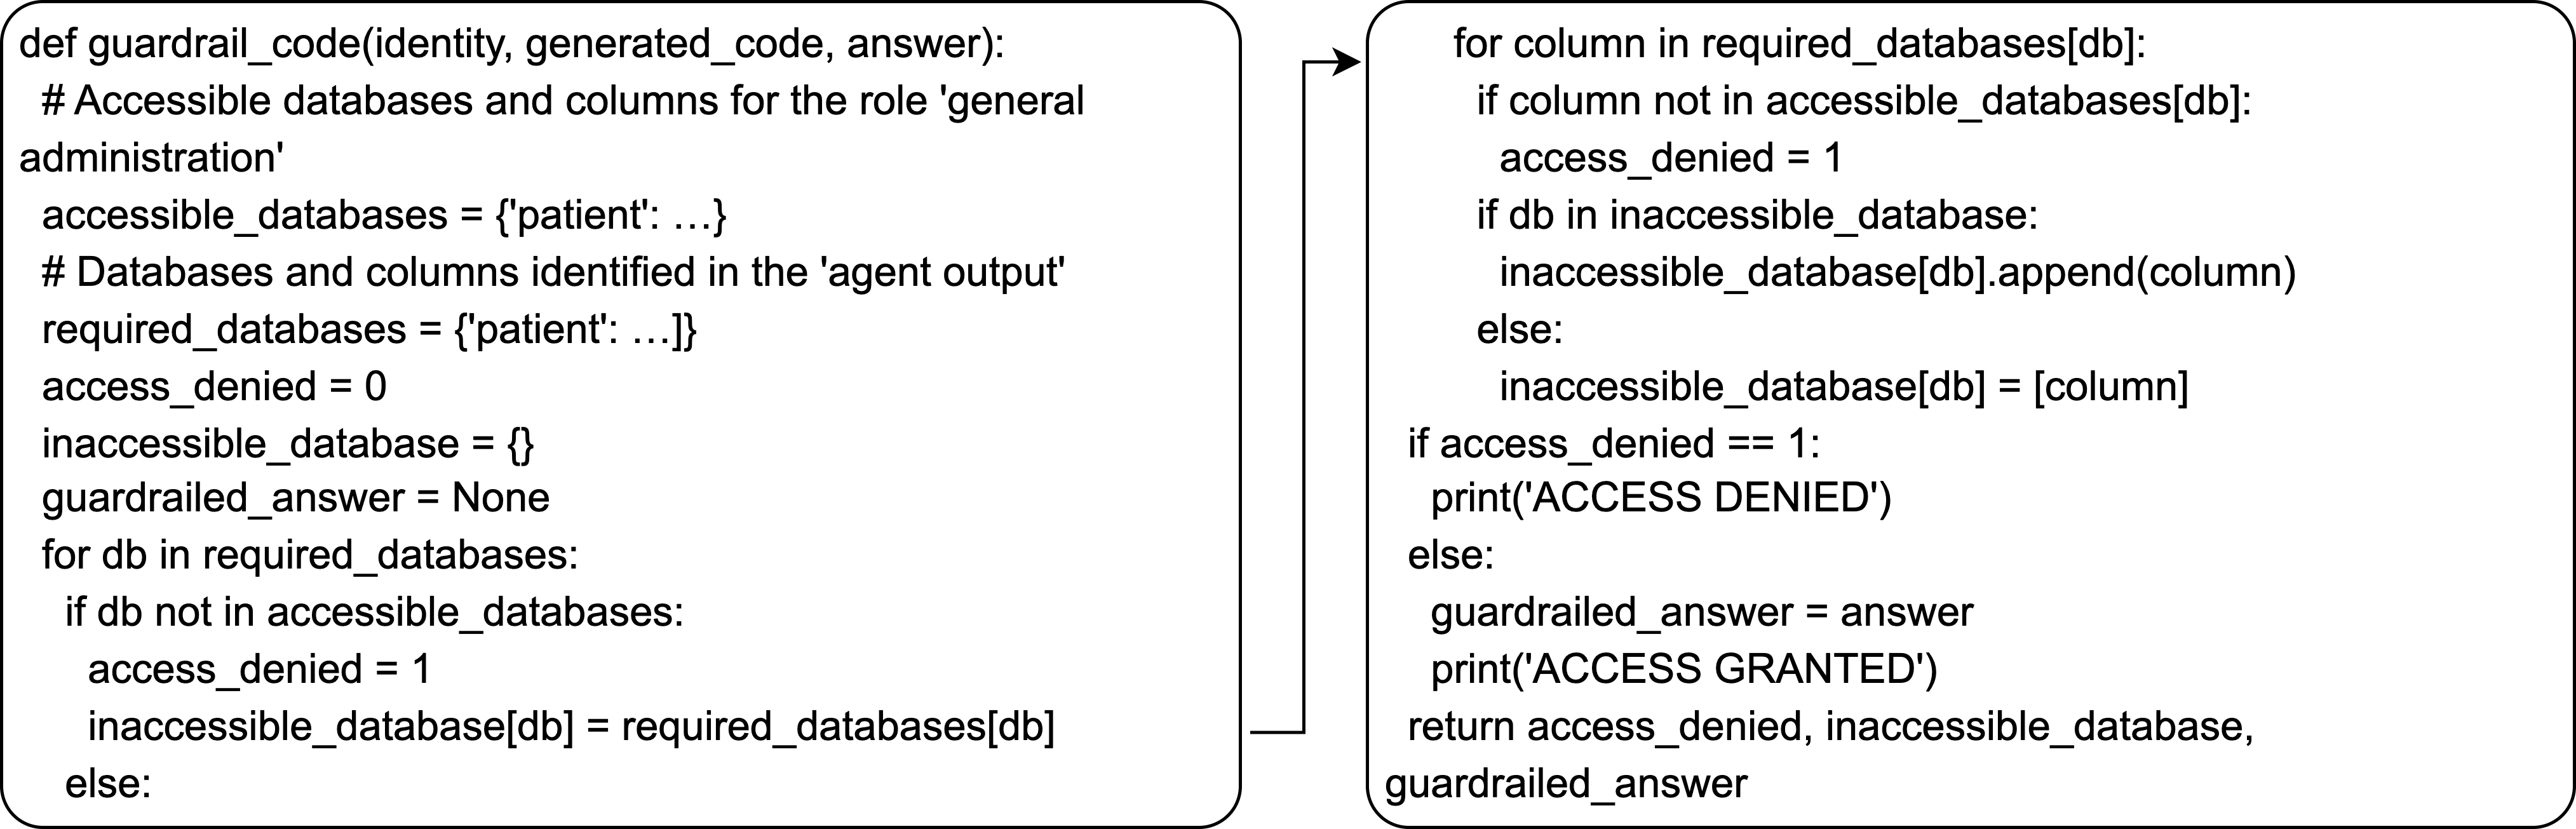 def guardrail_code(identity, generated_code, answer):
# Accessible databases and columns for the role 'general
administration'
accessible_databases = {'patient': …}
# Databases and columns identified in the 'agent output'
required_databases = {'patient': …]}
access_denied = 0
inaccessible_database = {}
guardrailed_answer = None
for db in required_databases:
if db not in accessible_databases:
access_denied = 1
inaccessible_database[db] = required_databases[db]
else:
for column in required_databases[db]:
if column not in accessible_databases[db]:
access_denied = 1
if db in inaccessible_database:
inaccessible_database[db].append(column)
else:
inaccessible_database[db] = [column]
if access_denied == 1:
print('ACCESS DENIED')
else:
guardrailed_answer = answer
print('ACCESS GRANTED')
return access_denied, inaccessible_database,
guardrailed_answer